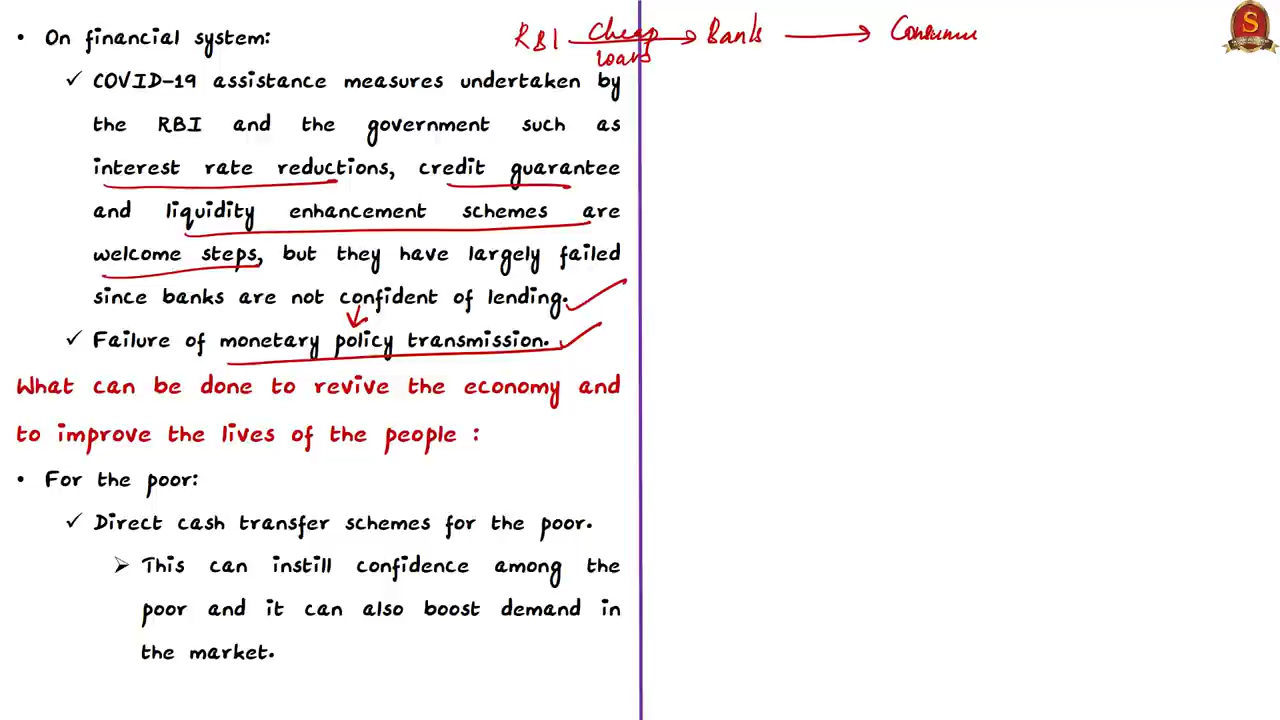 • On financial system:
✓ COVID-19 assistance measures undertaken by
the RBI and the government such as
interest rate reductions, credit guarantee
and liquidity enhancement schemes are
welcome steps, but they have largely failed
since banks are not confident of lending.
✓ Failure of monetary policy transmission.
What can be done to revive the economy and
to improve the lives of the people :
• For the poor:
✓ Direct cash transfer schemes for the poor.
➢ This can instill confidence among the
poor and it can also boost demand in
the market.
RBI Cheap loans → Banks → Consume
S